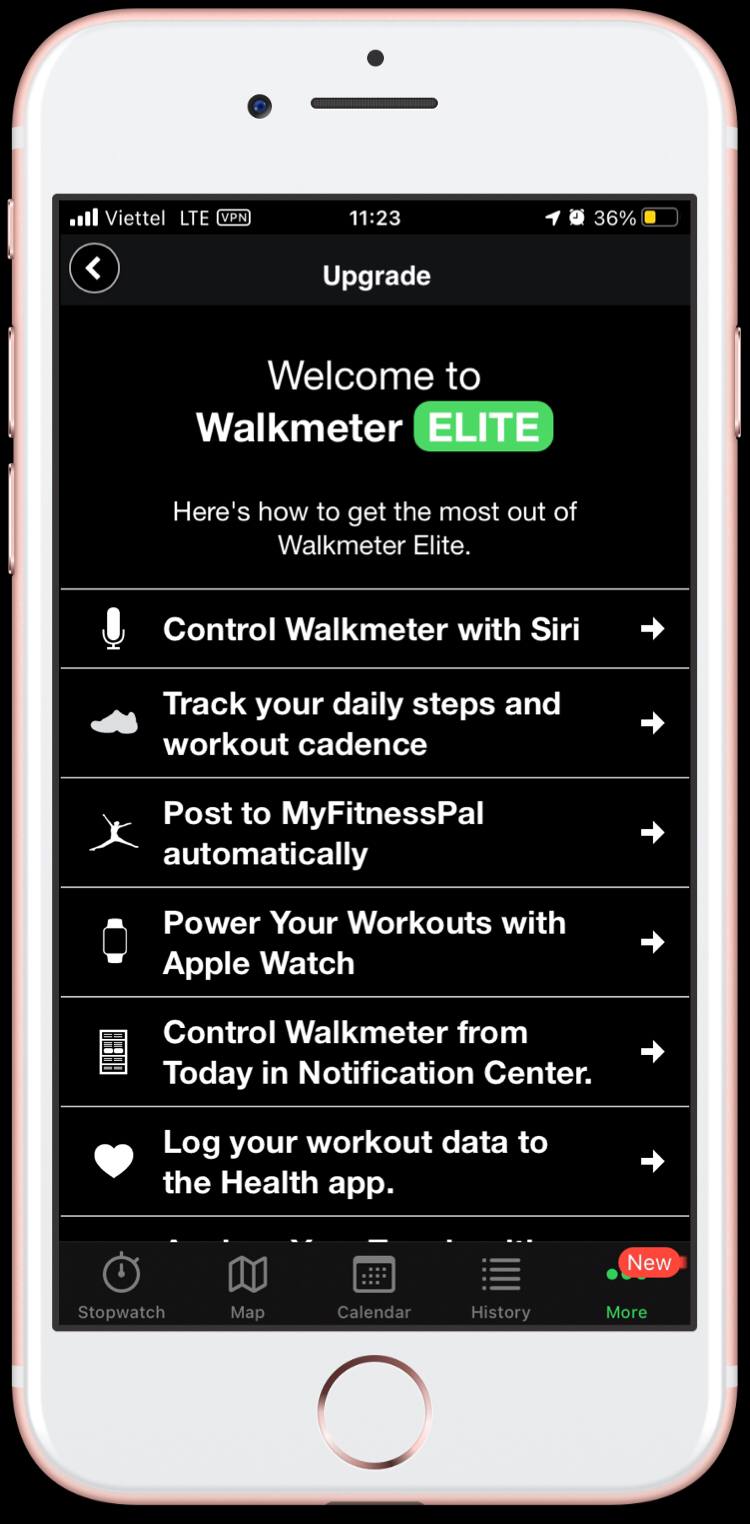 Viettel LTE VPN 11:23 36%
Upgrade
Welcome to
Walkmeter ELITE
Here's how to get the most out of
Walkmeter Elite.
Control Walkmeter with Siri
Track your daily steps and
workout cadence
Post to MyFitnessPal
automatically
Power Your Workouts with
Apple Watch
Control Walkmeter from
Today in Notification Center.
Log your workout data to
the Health app.
New
Stopwatch Map Calendar History More